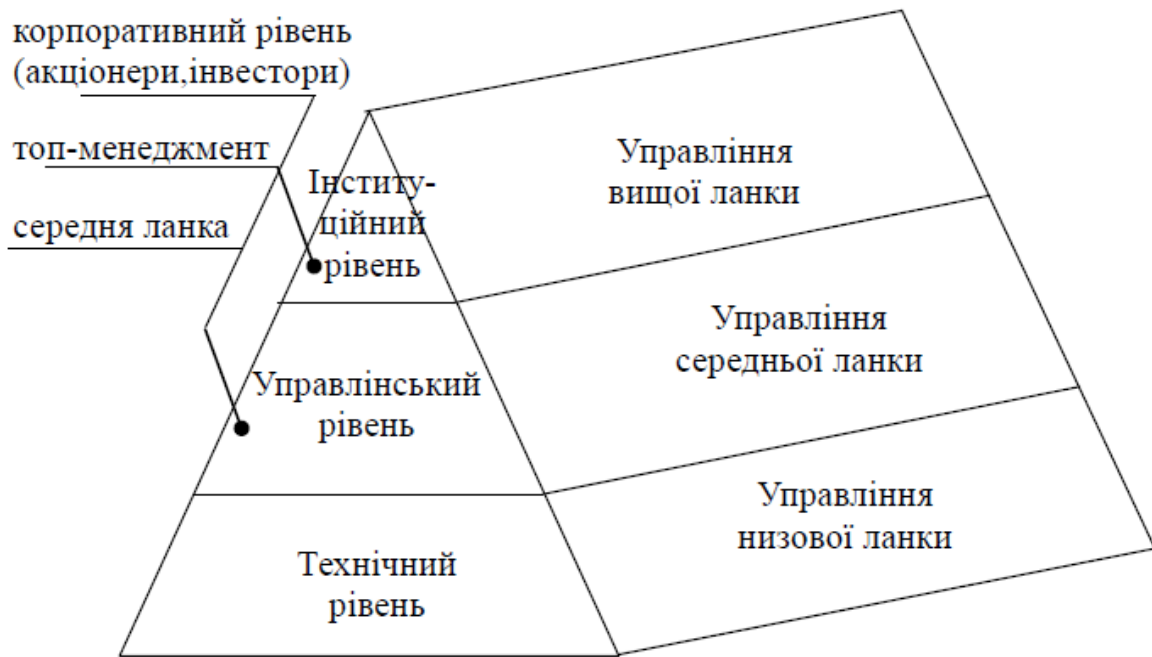 корпоративний рівень
(акціонери,інвестори)
топ-менеджмент
середня ланка
Інститу-
ційний
рівень
Управління
вищої ланки
Управлінський
рівень
Управління
середньої ланки
Технічний
рівень
Управління
низової ланки